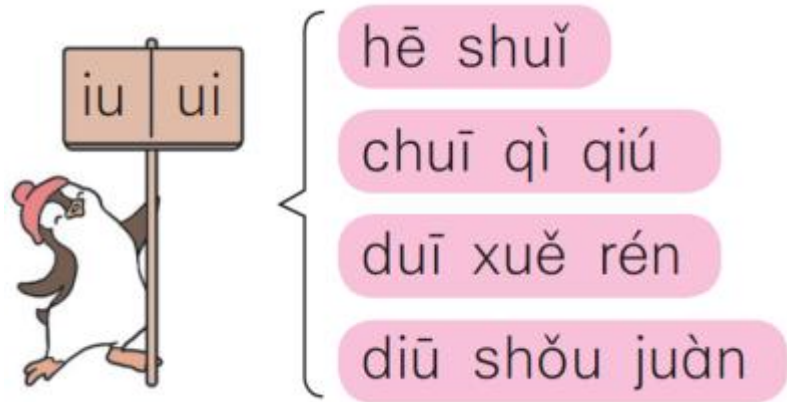 iu ui
hē shuǐ
chuī qì qiú
duī xuě rén
diū shǒu juàn